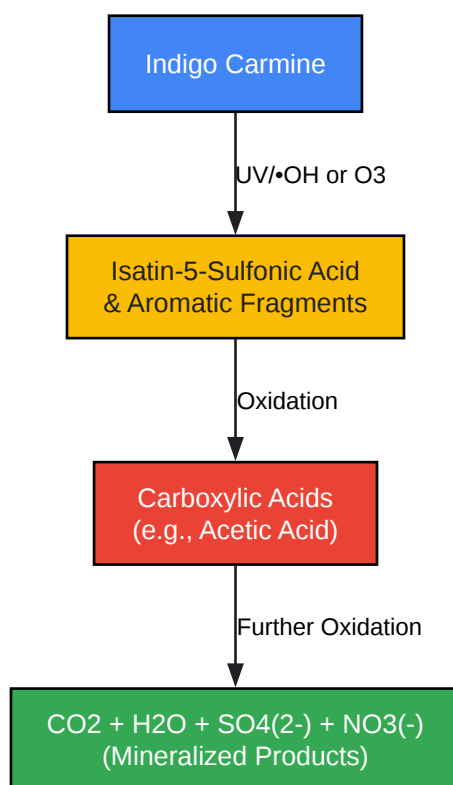 Indigo Carmine
UV/•OH or O3
Isatin-5-Sulfonic Acid
& Aromatic Fragments
Oxidation
Carboxylic Acids
(e.g., Acetic Acid)
Further Oxidation
CO2 + H2O + SO4(2-) + NO3(-)
(Mineralized Products)